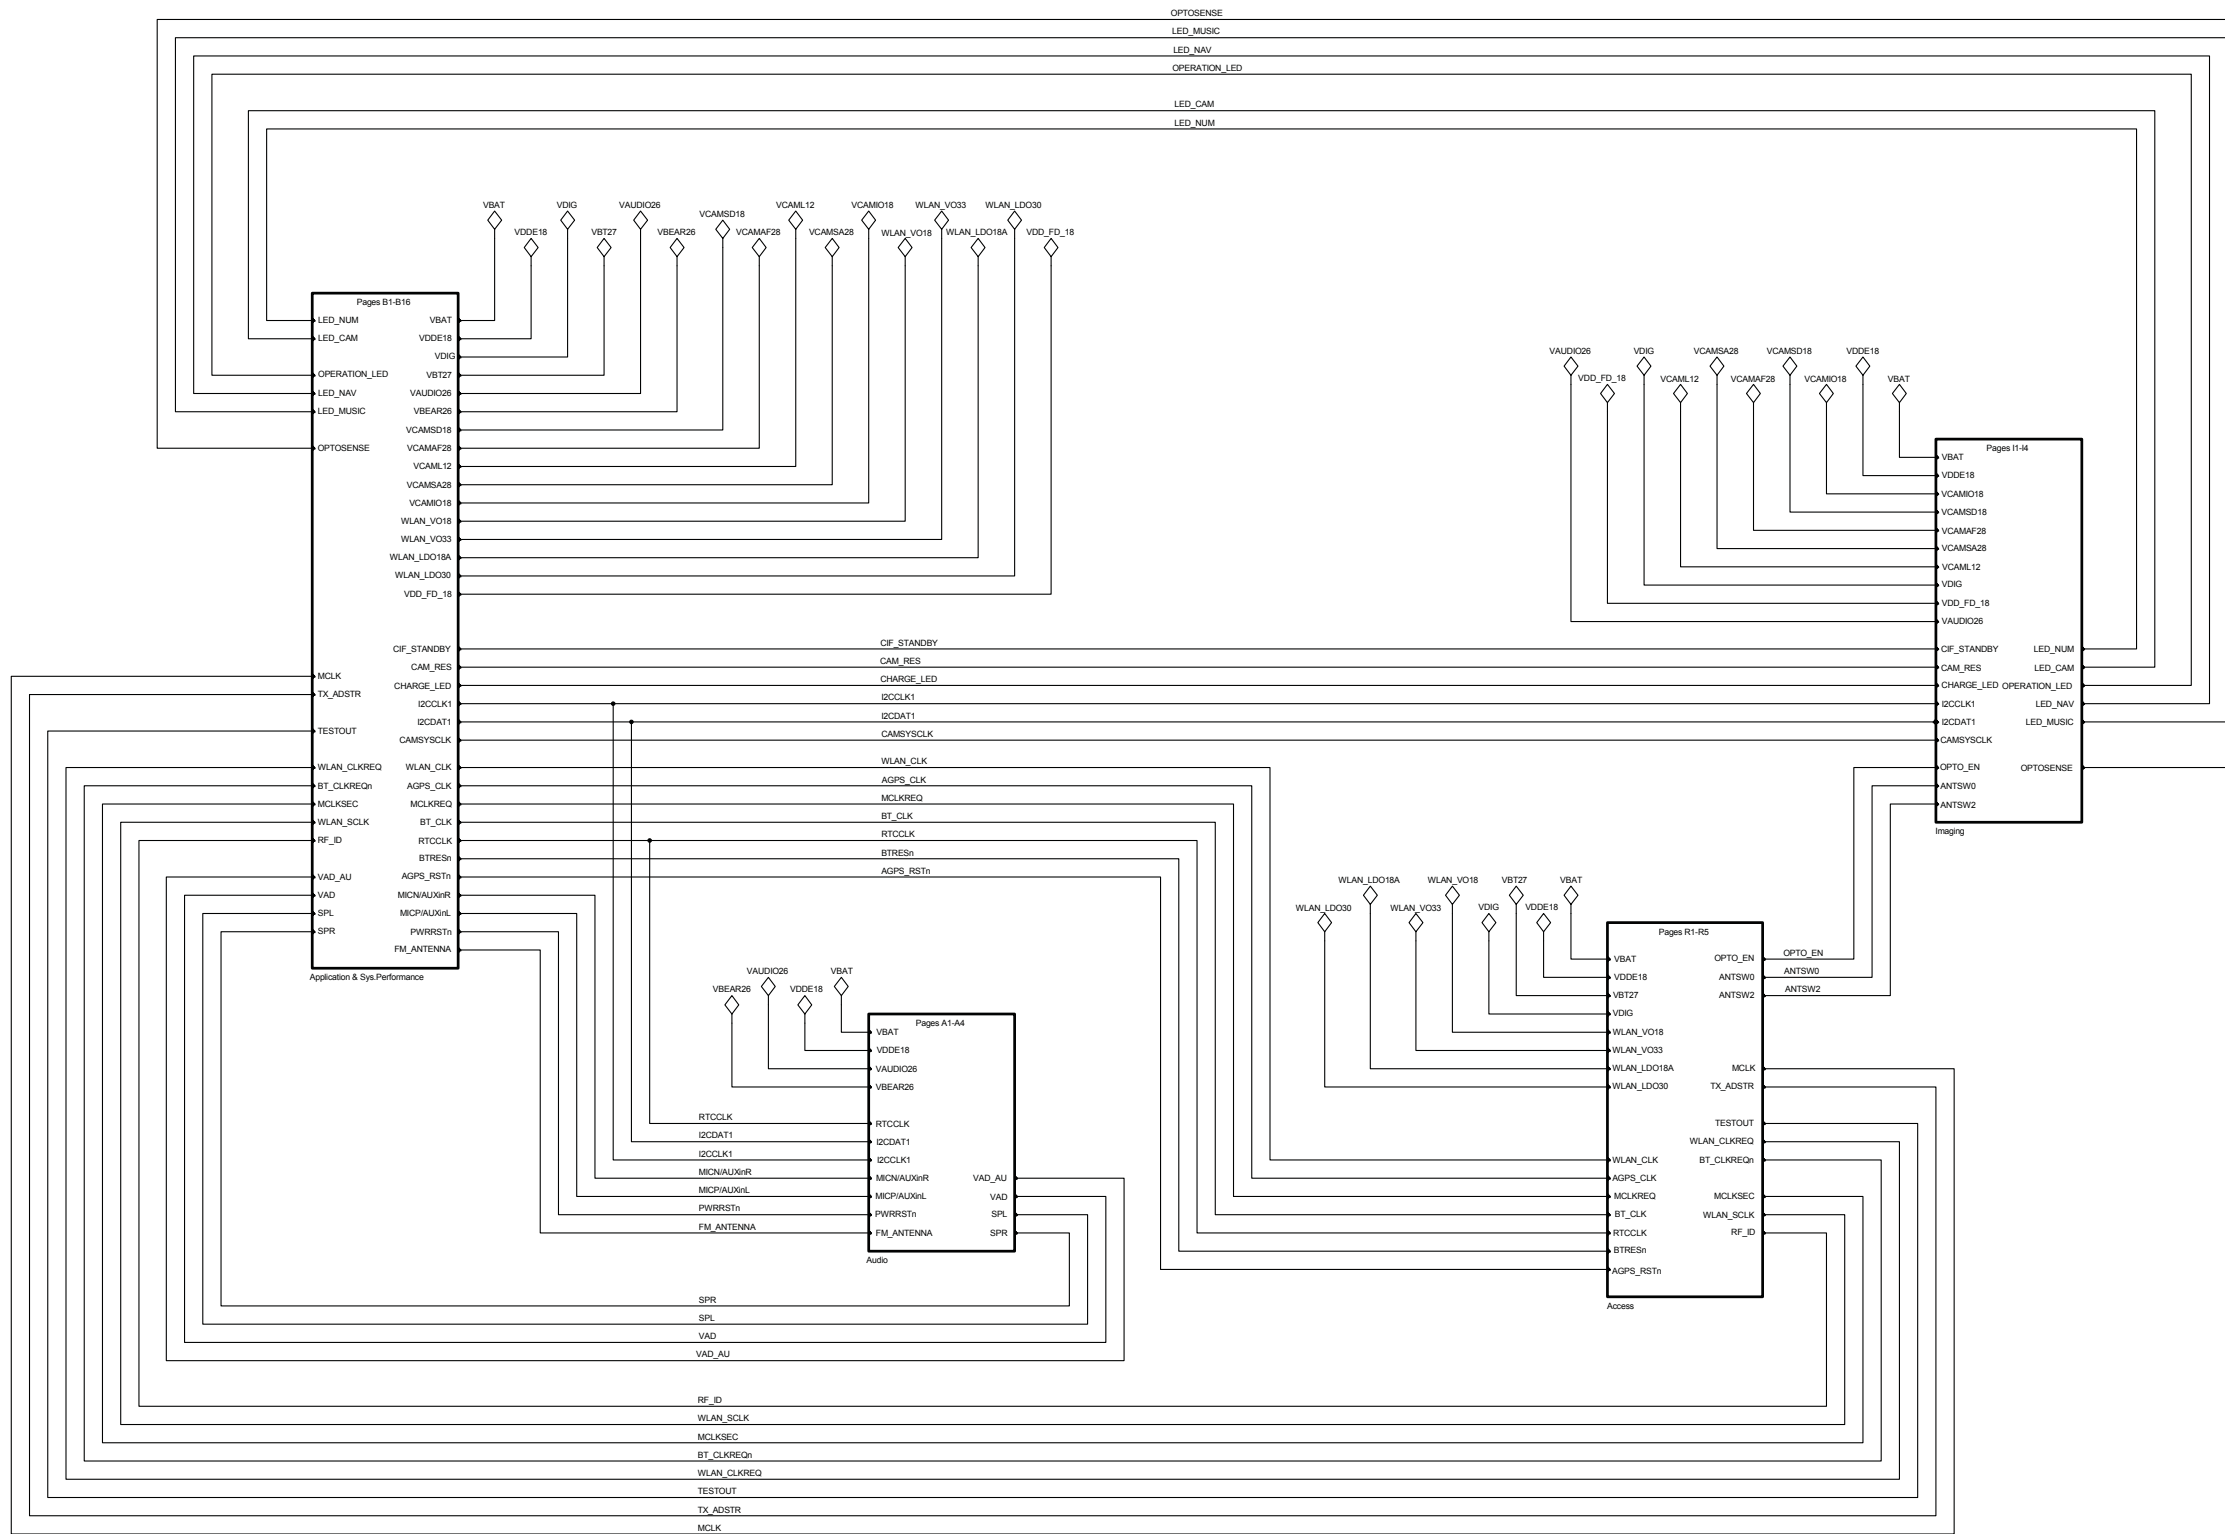 OPTOSENSE
LED_MUSIC
LED_NAV
OPERATION_LED
LED_CAM
LED_NUM
VBAT
VDIG
VAUDIO26
VCAMSD18
VCAML12
VCAMIO18
WLAN_VO33
WLAN_LDO30
VDDE18
VBT27
VBEAR26
VCAMAF28
VCAMSA28
WLAN_VO18
WLAN_LDO18A
VDD_FD_18
Pages B1-B16
LED_NUM
LED_CAM
OPERATION_LED
LED_NAV
LED_MUSIC
OPTOSENSE
MCLK
TX_ADSTR
TESTOUT
WLAN_CLKREQ
BT_CLKREQn
MCLKSEC
WLAN_SCLK
RF_ID
VAD_AU
VAD
SPL
SPR
VBAT
VDDE18
VDIG
VBT27
VAUDIO26
VBEAR26
VCAMSD18
VCAMAF28
VCAML12
VCAMSA28
VCAMIO18
WLAN_VO18
WLAN_VO33
WLAN_LDO18A
WLAN_LDO30
VDD_FD_18
CIF_STANDBY
CAM_RES
CHARGE_LED
I2CCLK1
I2CDAT1
CAMSYSCLK
WLAN_CLK
AGPS_CLK
MCLKREQ
BT_CLK
RTCCLK
BTRESn
AGPS_RSTn
MICN/AUXinR
MICP/AUXinL
PWRRSTn
FM_ANTENNA
Application & Sys.Performance
CIF_STANDBY
CAM_RES
CHARGE_LED
I2CCLK1
I2CDAT1
CAMSYSCLK
WLAN_CLK
AGPS_CLK
MCLKREQ
BT_CLK
RTCCLK
BTRESn
AGPS_RSTn
VAUDIO26
VDIG
VCAMSA28
VCAMSD18
VDDE18
VDD_FD_18
VCAML12
VCAMAF28
VCAMIO18
VBAT
Pages I1-I4
VBAT
VDDE18
VCAMIO18
VCAMSD18
VCAMAF28
VCAMSA28
VCAML12
VDIG
VDD_FD_18
VAUDIO26
CIF_STANDBY
CAM_RES
CHARGE_LED
I2CCLK1
I2CDAT1
CAMSYSCLK
OPTO_EN
ANTSW0
ANTSW2
LED_NUM
LED_CAM
OPERATION_LED
LED_NAV
LED_MUSIC
OPTOSENSE
Imaging
VBEAR26
VAUDIO26
VDDE18
VBAT
Pages A1-A4
VBAT
VDDE18
VAUDIO26
VBEAR26
RTCCLK
I2CDAT1
I2CCLK1
MICN/AUXinR
MICP/AUXinL
PWRRSTn
FM_ANTENNA
VAD_AU
VAD
SPL
SPR
Audio
RTCCLK
I2CDAT1
I2CCLK1
MICN/AUXinR
MICP/AUXinL
PWRRSTn
FM_ANTENNA
WLAN_LDO18A
WLAN_VO18
VBT27
VBAT
WLAN_LDO30
WLAN_VO33
VDIG
VDDE18
Pages R1-R5
VBAT
VDDE18
VBT27
VDIG
WLAN_VO18
WLAN_VO33
WLAN_LDO18A
WLAN_LDO30
WLAN_CLK
AGPS_CLK
MCLKREQ
BT_CLK
RTCCLK
BTRESn
AGPS_RSTn
OPTO_EN
ANTSW0
ANTSW2
MCLK
TX_ADSTR
TESTOUT
WLAN_CLKREQ
BT_CLKREQn
MCLKSEC
WLAN_SCLK
RF_ID
Access
OPTO_EN
ANTSW0
ANTSW2
SPR
SPL
VAD
VAD_AU
RF_ID
WLAN_SCLK
MCLKSEC
BT_CLKREQn
WLAN_CLKREQ
TESTOUT
TX_ADSTR
MCLK